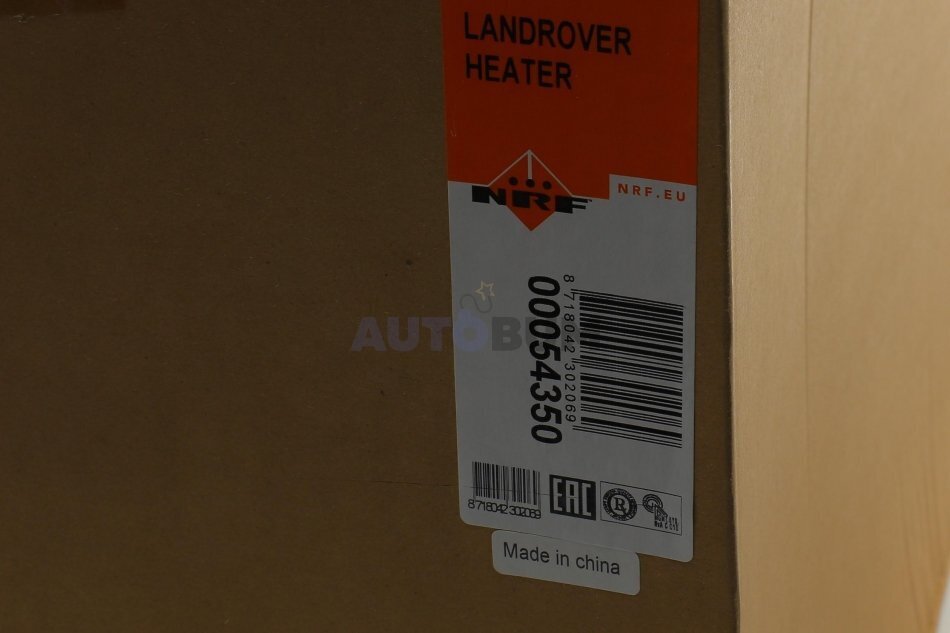 LANDROVER
HEATER
NRF
NRF.EU
8 718042 302069
00054350
8 718042 302069
EAC
R
Made in china